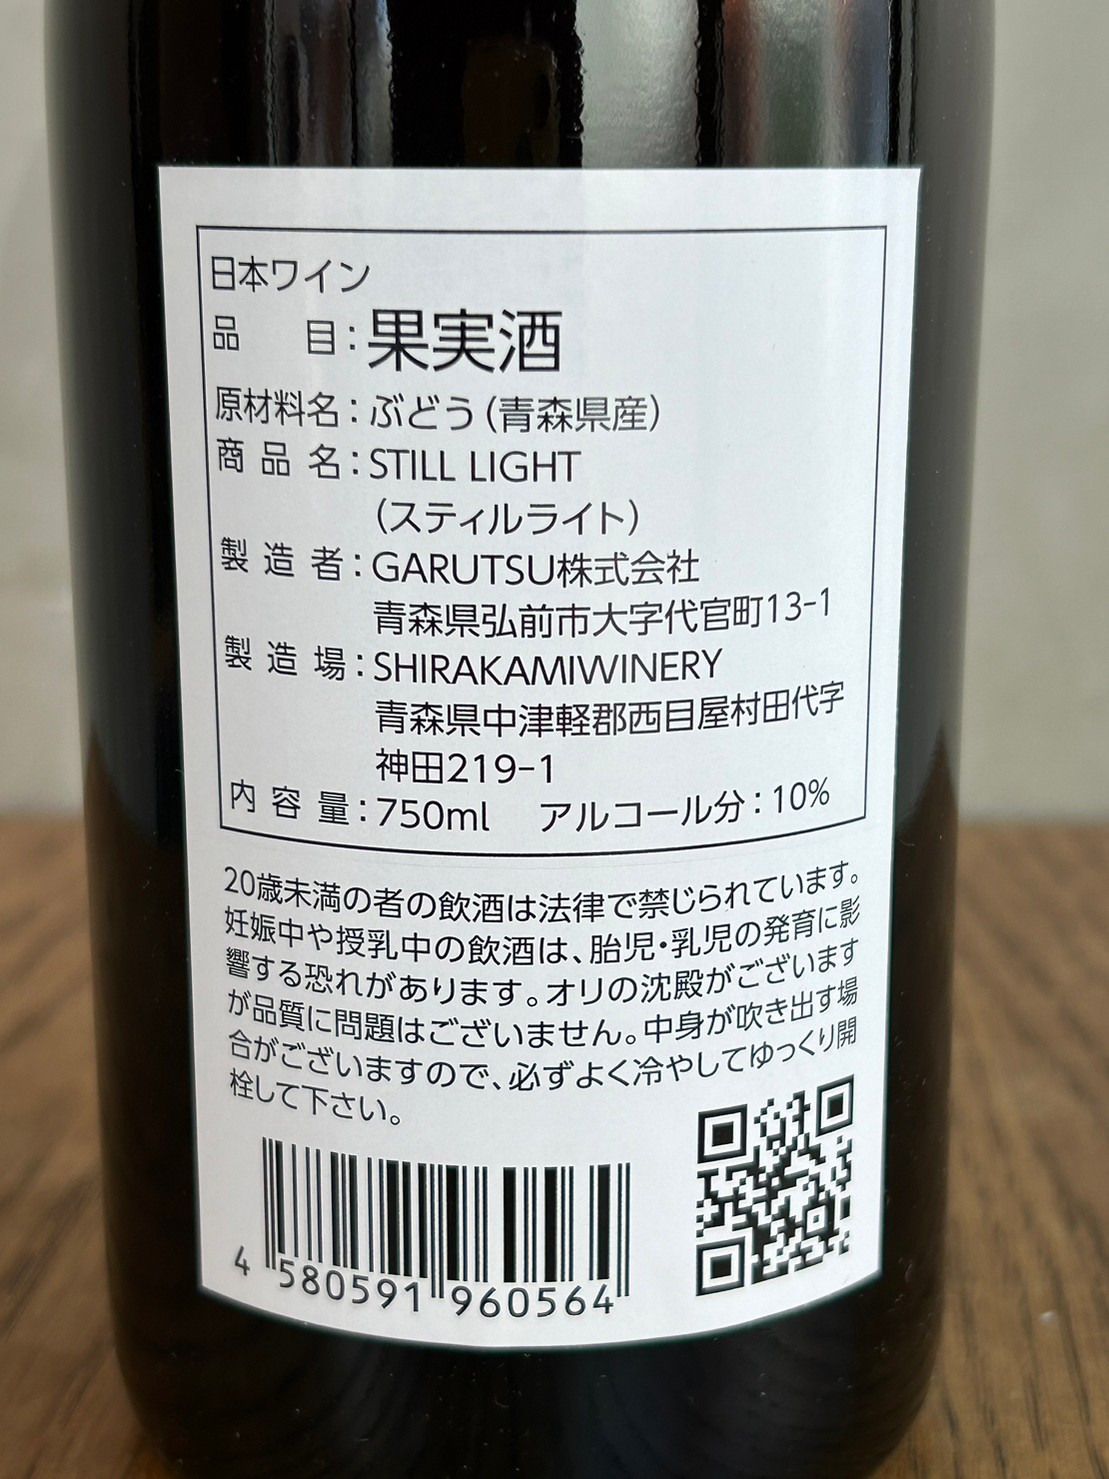 日本ワイン
品目：果実酒
原材料名：ぶどう（青森県産）
商品名：STILL LIGHT
（スティルライト）
製造者：GARUTSU株式会社
青森県弘前市大字代官町13-1
製造場：SHIRAKAMIWINERY
青森県中津軽郡西目屋村田代字
神田219-1
内容量：750ml アルコール分：10%
20歳未満の者の飲酒は法律で禁じられています。
妊娠中や授乳中の飲酒は、胎児・乳児の発育に影
響する恐れがあります。オリの沈殿がございます
が品質に問題はございません。中身が吹き出す場
合がございますので、必ずよく冷やしてゆっくり開
栓して下さい。
4 580591 960564